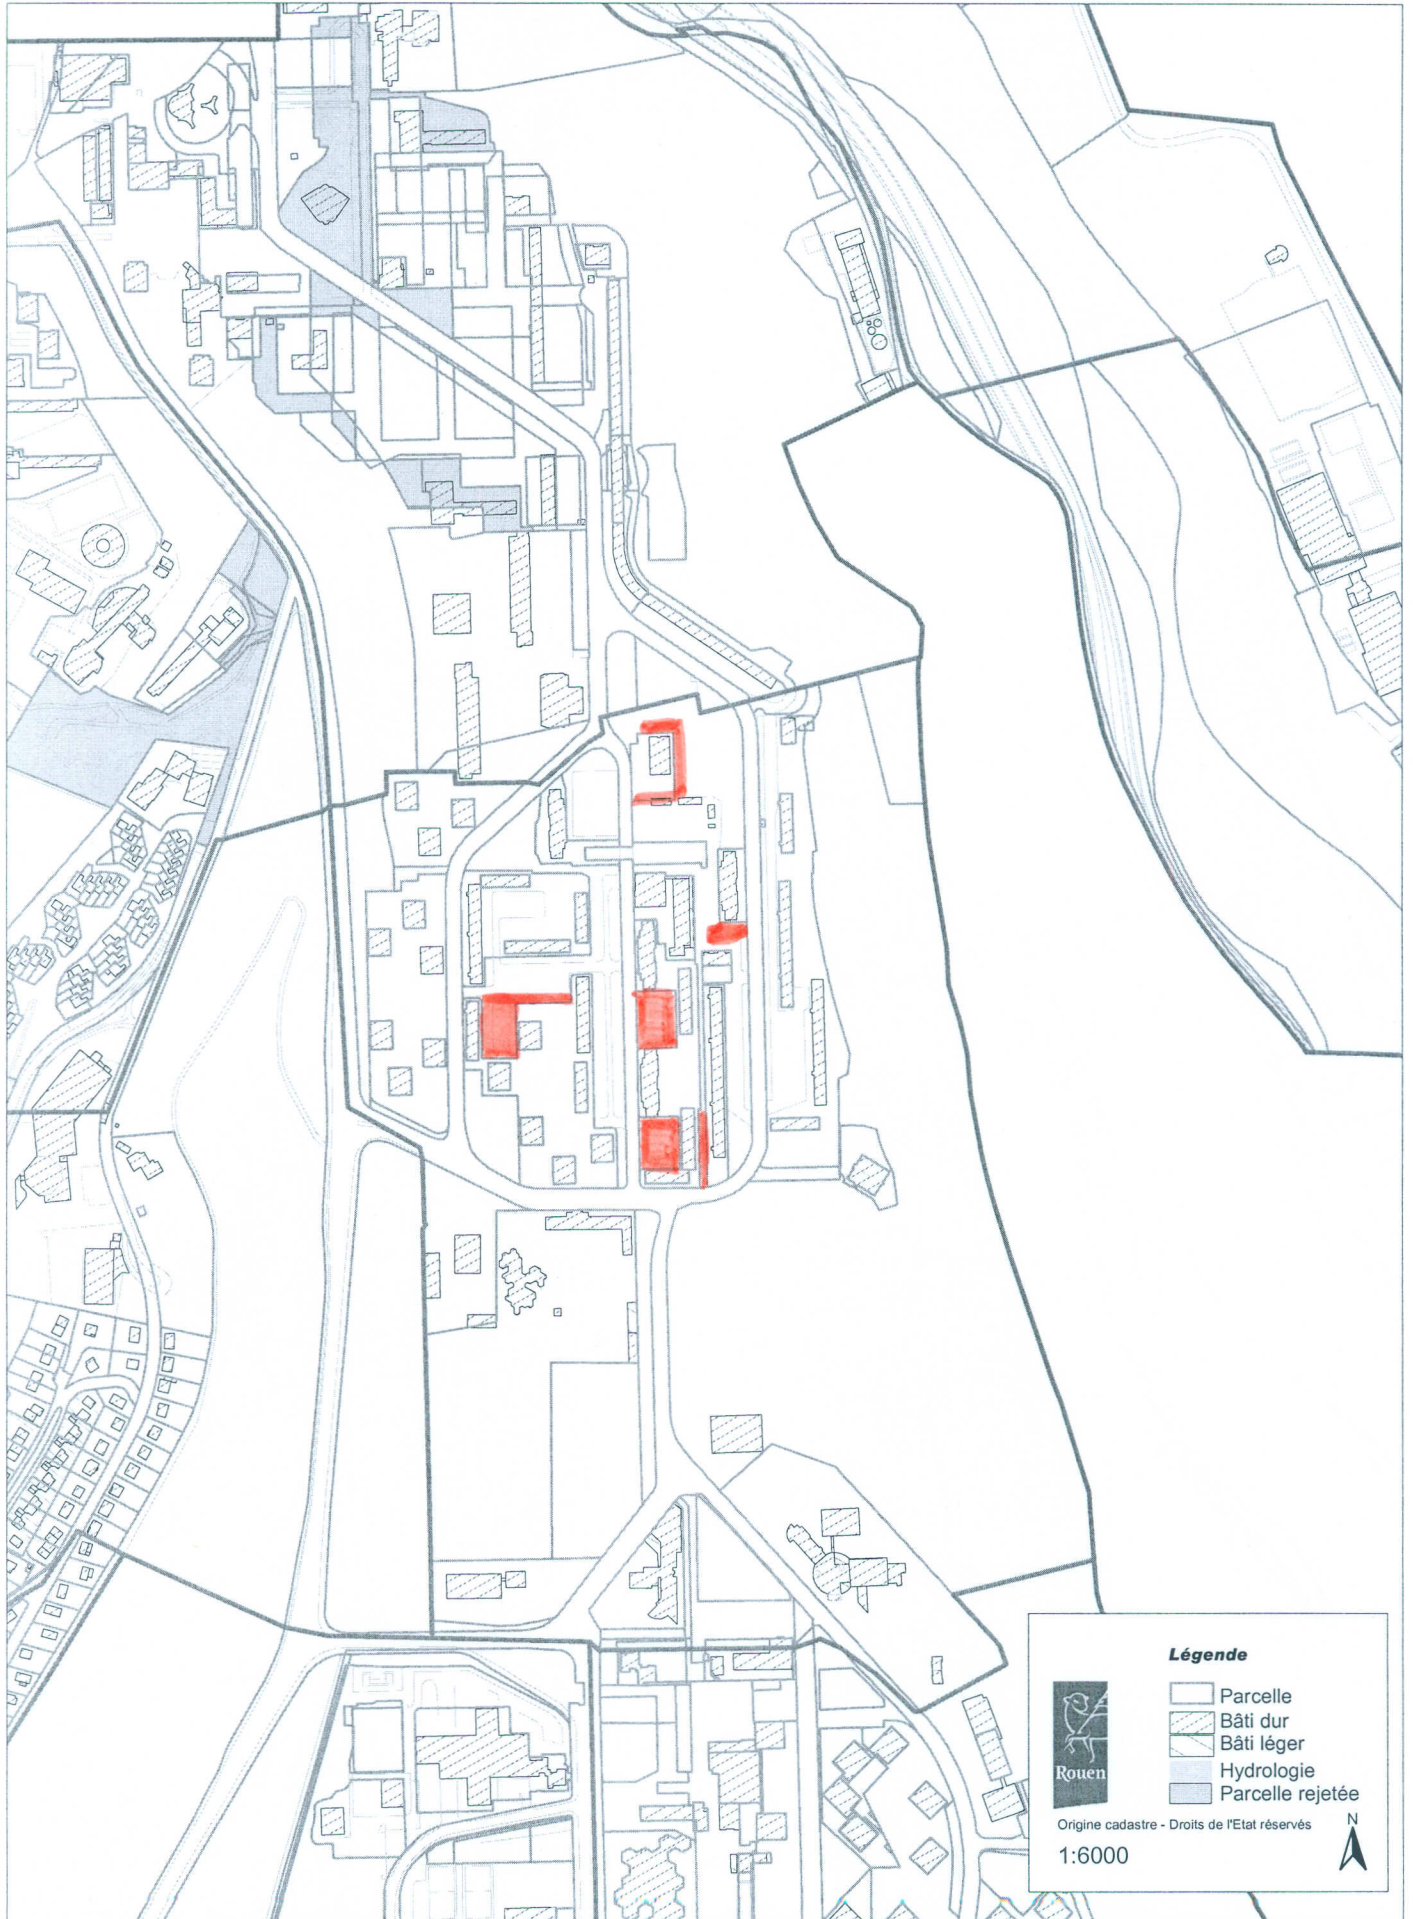 Légende
Parcelle
Bâti dur
Bâti léger
Hydrologie
Parcelle rejetée
Rouen
Origine cadastre - Droits de l'Etat réservés
N
1:6000